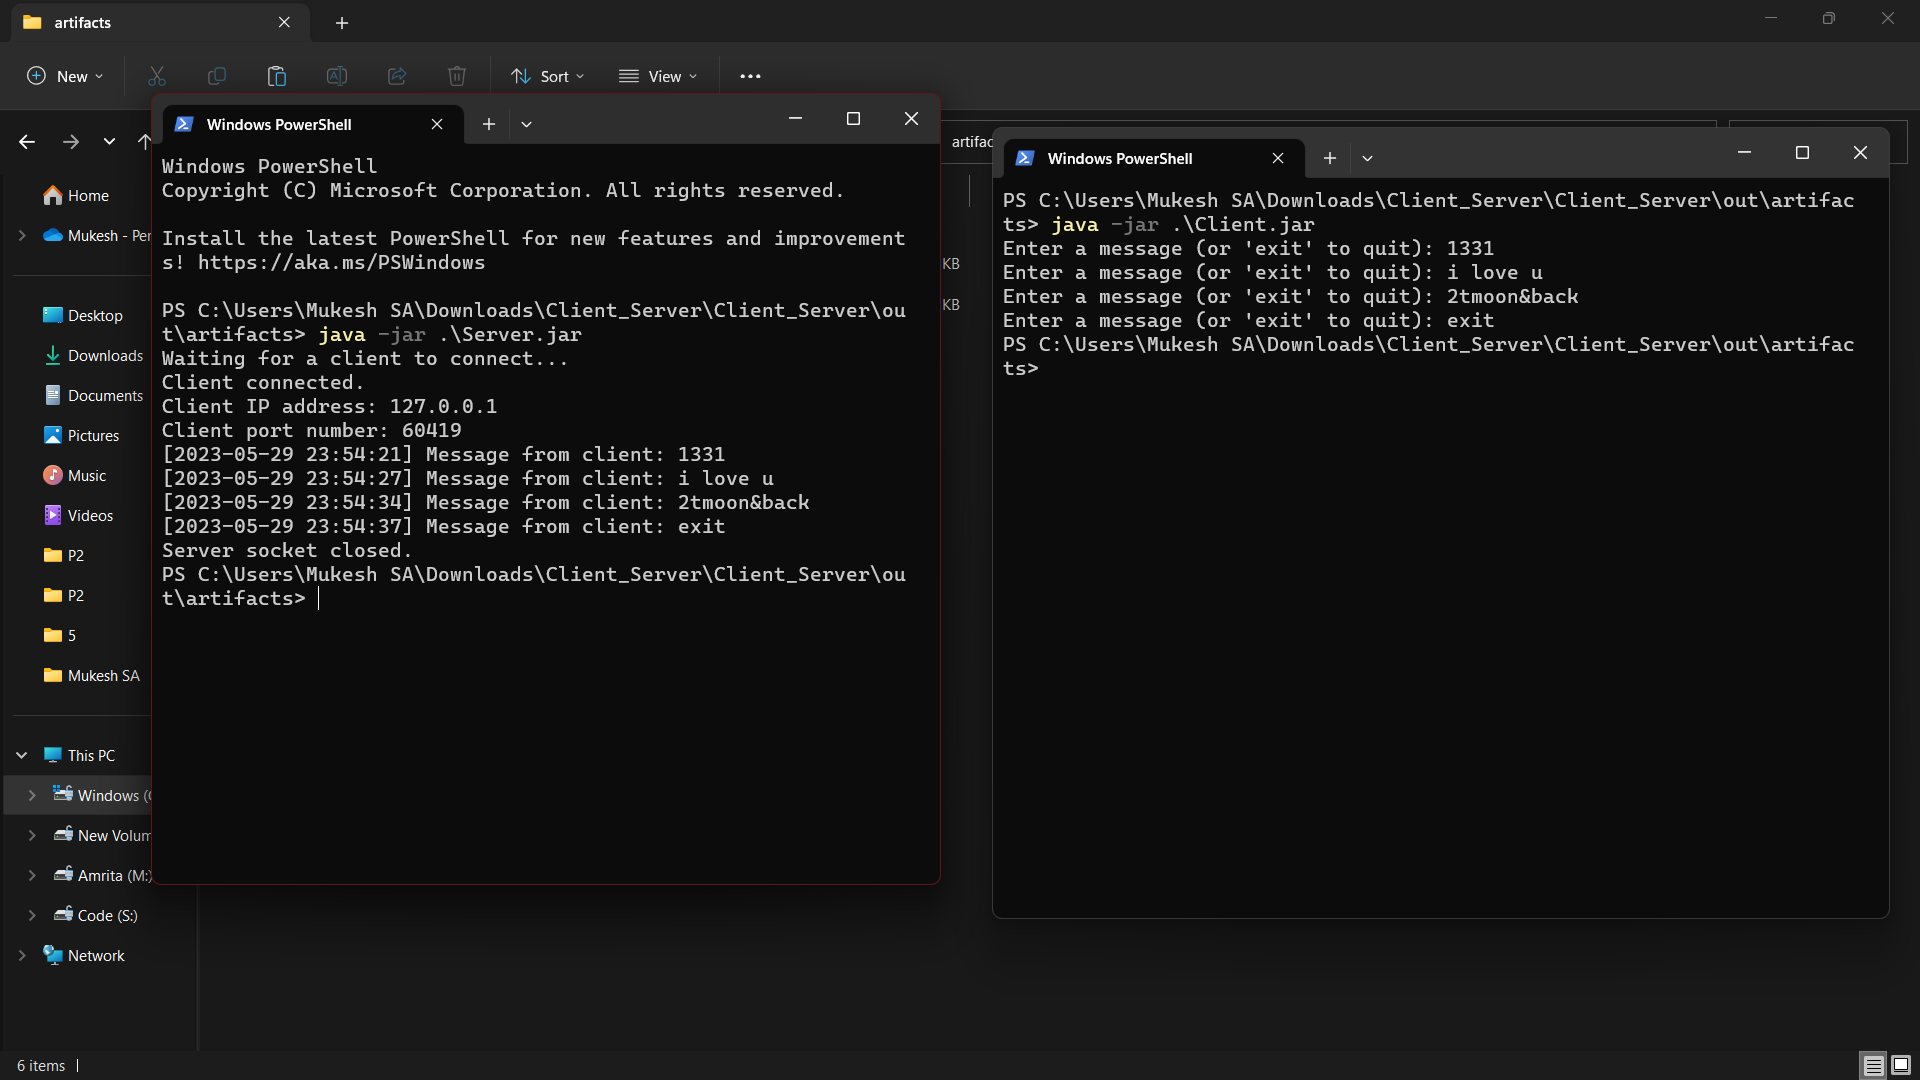 artifacts
New
Sort
View
Windows PowerShell
Windows PowerShell
Copyright (C) Microsoft Corporation. All rights reserved.
Install the latest PowerShell for new features and improvement
s! https://aka.ms/PSWindows
PS C:\Users\Mukesh SA\Downloads\Client_Server\Client_Server\ou
t\artifacts> java -jar .\Server.jar
Waiting for a client to connect...
Client connected.
Client IP address: 127.0.0.1
Client port number: 60419
[2023-05-29 23:54:21] Message from client: 1331
[2023-05-29 23:54:27] Message from client: i love u
[2023-05-29 23:54:34] Message from client: 2tmoon&back
[2023-05-29 23:54:37] Message from client: exit
Server socket closed.
PS C:\Users\Mukesh SA\Downloads\Client_Server\Client_Server\ou
t\artifacts>
artifac
KB
KB
Windows PowerShell
PS C:\Users\Mukesh SA\Downloads\Client_Server\Client_Server\out\artifac
ts> java -jar .\Client.jar
Enter a message (or 'exit' to quit): 1331
Enter a message (or 'exit' to quit): i love u
Enter a message (or 'exit' to quit): 2tmoon&back
Enter a message (or 'exit' to quit): exit
PS C:\Users\Mukesh SA\Downloads\Client_Server\Client_Server\out\artifac
ts>
Home
Mukesh - Per
Desktop
Downloads
Documents
Pictures
Music
Videos
P2
P2
5
Mukesh SA
This PC
Windows (C
New Volum
Amrita (M:)
Code (S:)
Network
6 items